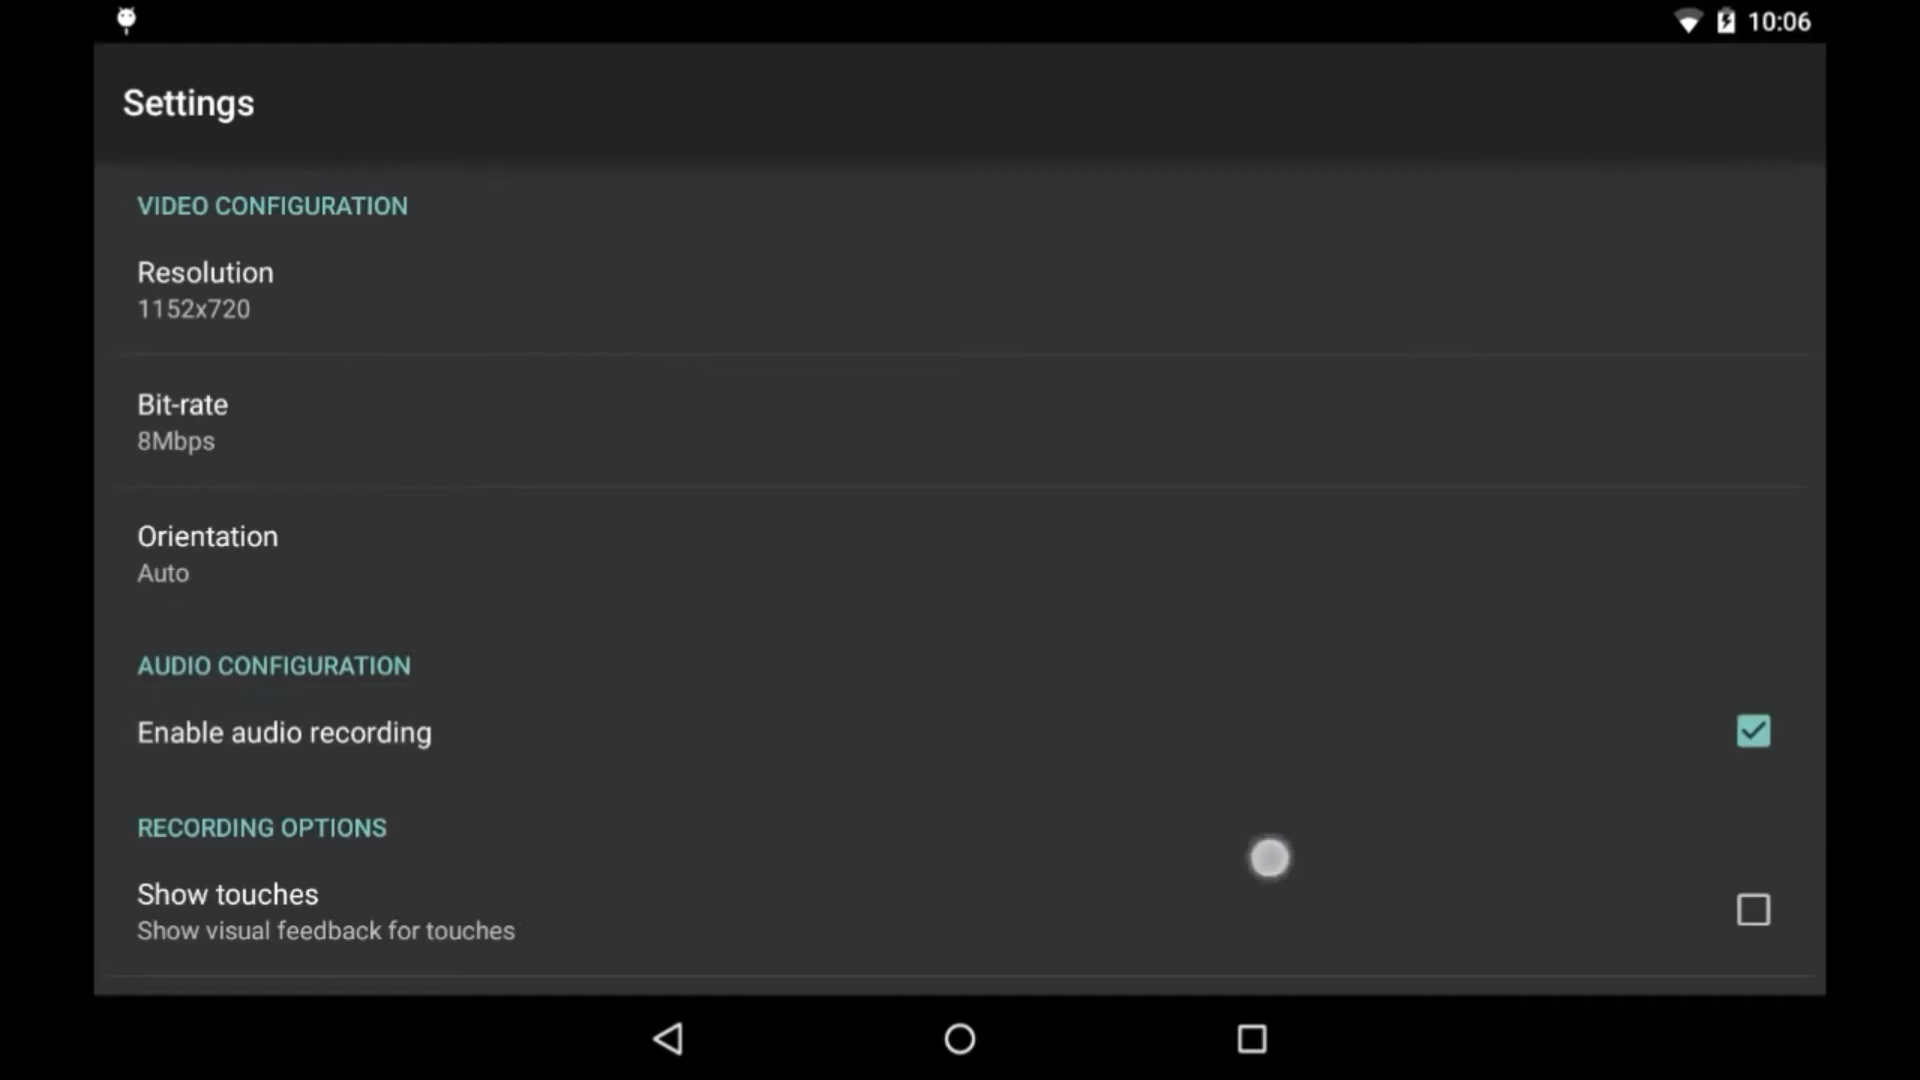 10:06
Settings
VIDEO CONFIGURATION
Resolution
1152x720
Bit-rate
8Mbps
Orientation
Auto
AUDIO CONFIGURATION
Enable audio recording
RECORDING OPTIONS
Show touches
Show visual feedback for touches